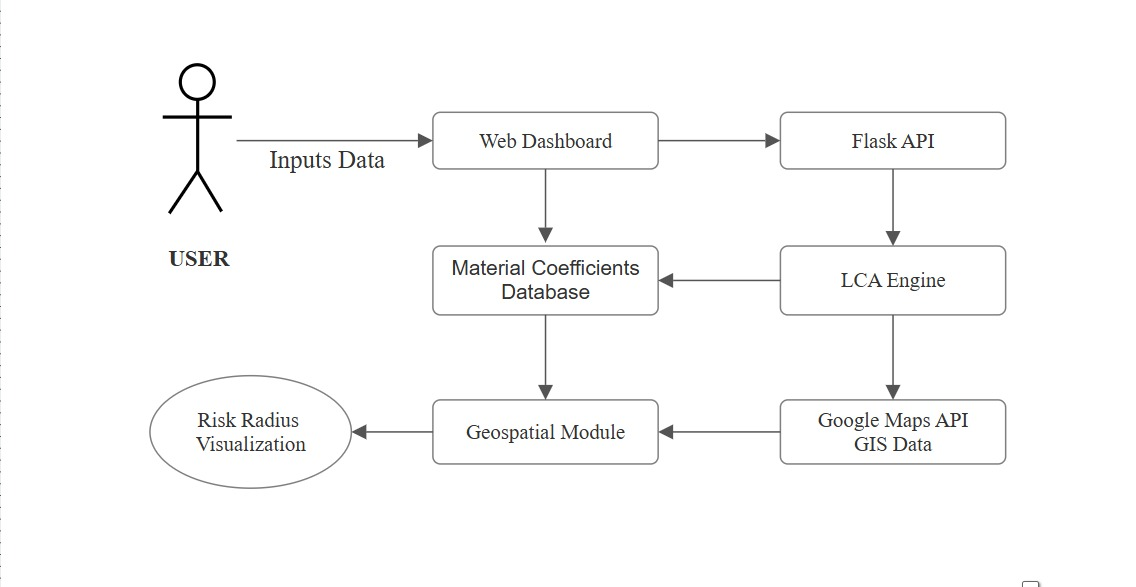 Web Dashboard
Flask API
Inputs Data
USER
Material Coefficients
Database
LCA Engine
Risk Radius
Visualization
Geospatial Module
Google Maps API
GIS Data